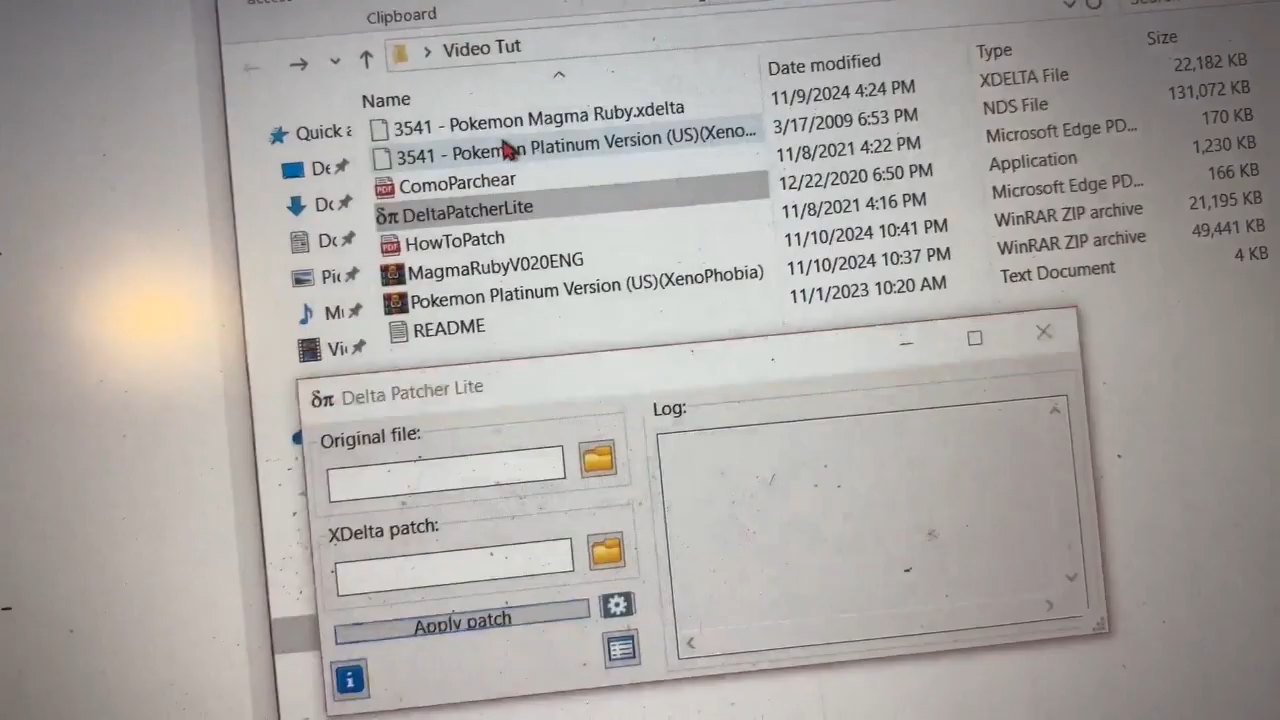 Clipboard
Video Tut
Name
Date modified
Type
Size
3541 - Pokemon Magma Ruby.xdelta
11/9/2024 4:24 PM
XDELTA File
22,182 KB
3541 - Pokemon Platinum Version (US)(Xeno...
3/17/2009 6:53 PM
NDS File
131,072 KB
ComoParchear
11/8/2021 4:22 PM
Microsoft Edge PD...
170 KB
δπ DeltaPatcherLite
12/22/2020 6:50 PM
Application
1,230 KB
HowToPatch
11/8/2021 4:16 PM
Microsoft Edge PD...
166 KB
MagmaRubyV020ENG
11/10/2024 10:41 PM
WinRAR ZIP archive
21,195 KB
Pokemon Platinum Version (US)(XenoPhobia)
11/10/2024 10:37 PM
WinRAR ZIP archive
49,441 KB
README
11/1/2023 10:20 AM
Text Document
4 KB
Quick a
De
Do
Do
Pic
Mu
Vi
δπ Delta Patcher Lite
Original file:
Log:
XDelta patch:
Apply patch